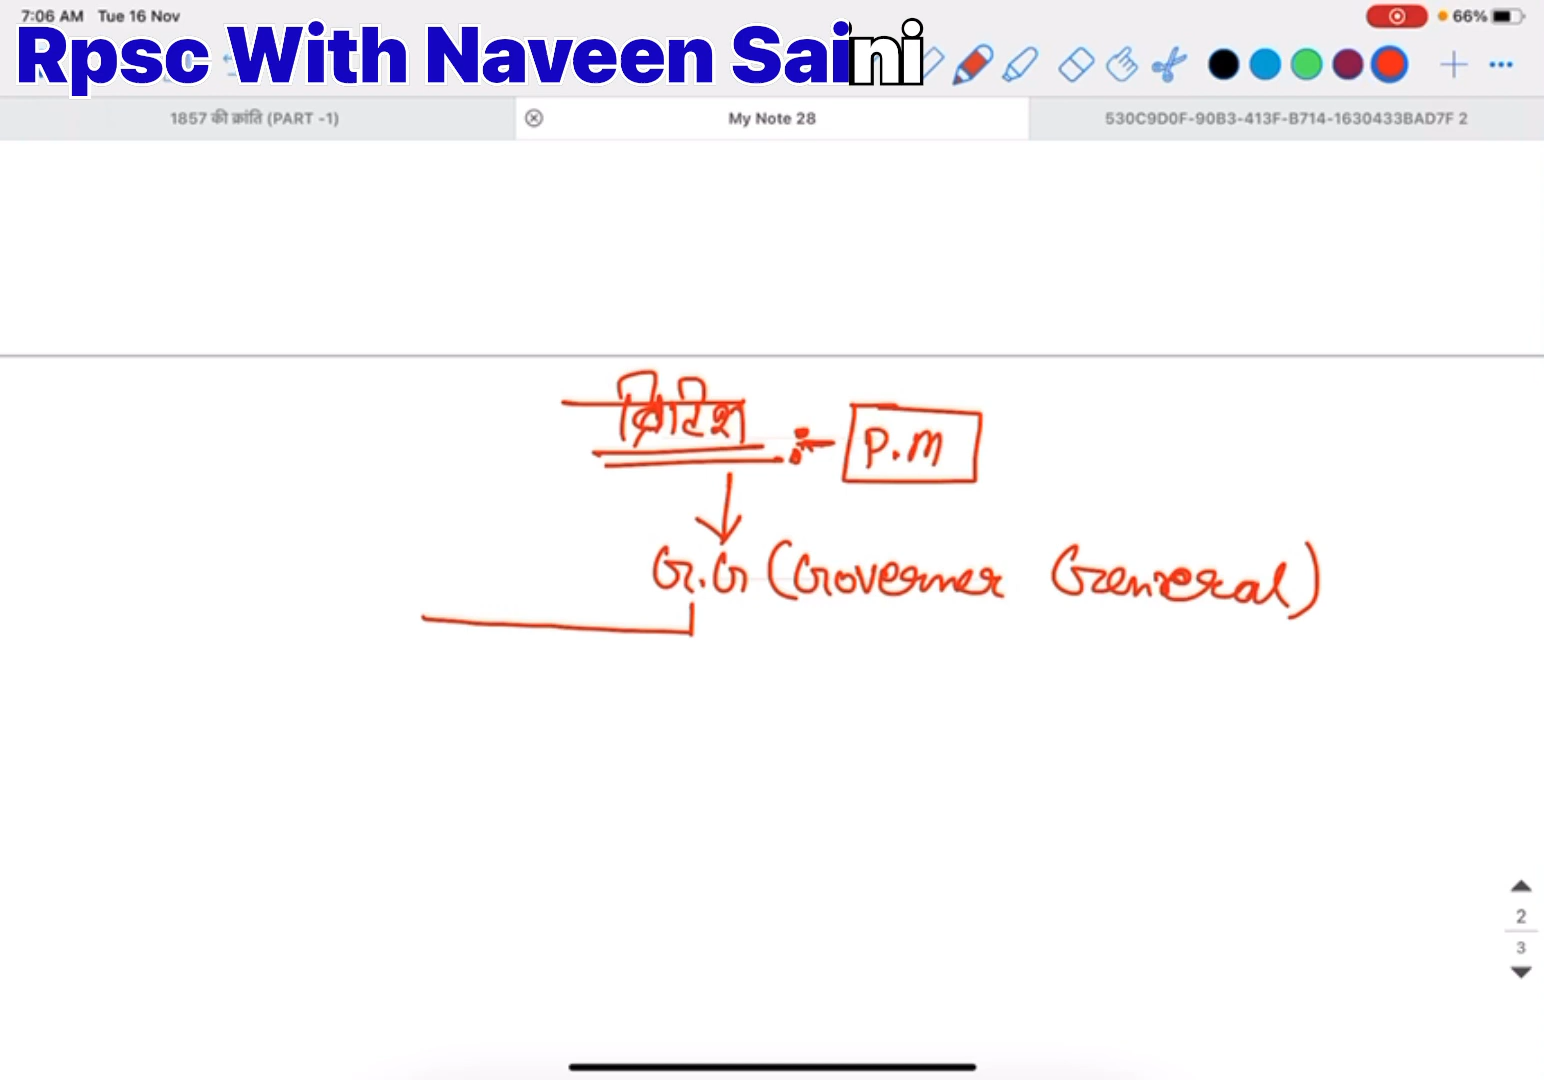 7:06 AM Tue 16 Nov
66%
Rpsc With Naveen Saini
1857 की क्रांति (PART -1)
My Note 28
530C9D0F-90B3-413F-B714-1630433BAD7F 2
ब्रिटिश :- P.M
G.G (Governer General)
2
3